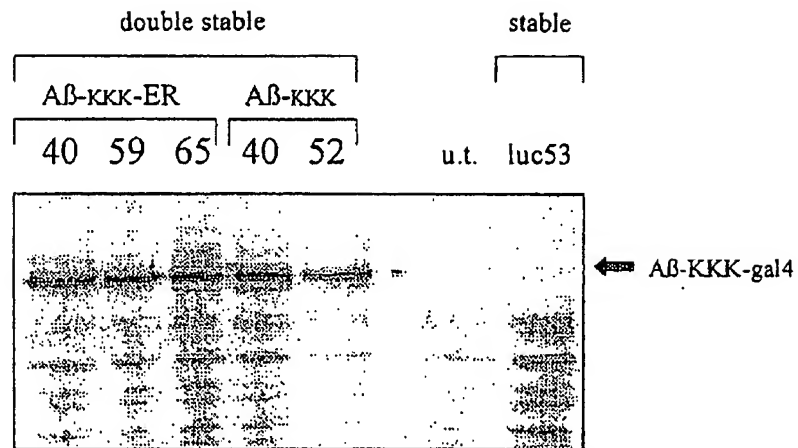 double stable stable
Aß-KKK-ER Aß-KKK
40 59 65 40 52 u.t. luc53
Aß-KKK-gal4